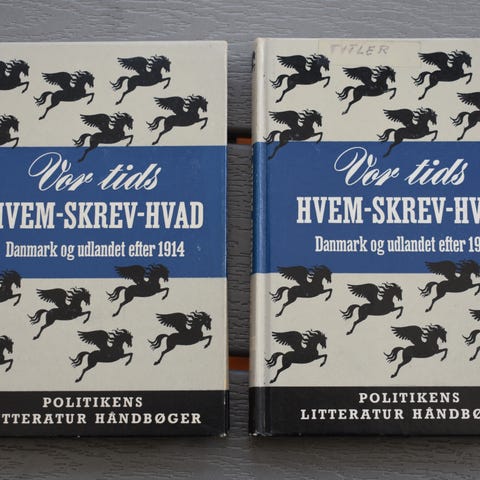 Vor tids
HVEM-SKREV-HVAD
Danmark og udlandet efter 1914
POLITIKENS
LITTERATUR HÅNDBØGER
TITLER
Vor tids
HVEM-SKREV-HV
Danmark og udlandet efter 19
POLITIKENS
LITTERATUR HÅNDBØ